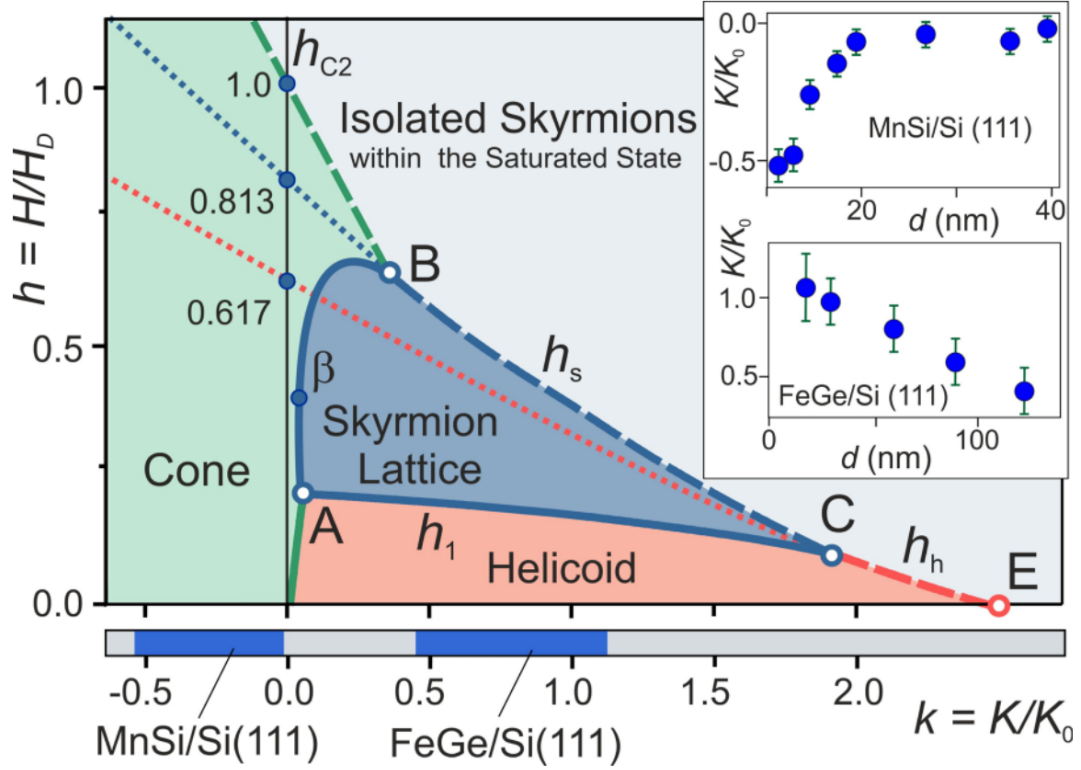 h = H/H_D
1.0
0.5
0.0
h_C2
1.0
0.813
0.617
Isolated Skyrmions
within the Saturated State
B
β
h_s
Skyrmion
Lattice
Cone
A
h_1
Helicoid
C
h_h
E
K/K_0
0.0
-0.5
MnSi/Si (111)
20
40
d (nm)
K/K_0
1.0
0.5
FeGe/Si (111)
0
100
d (nm)
-0.5
0.0
0.5
1.0
1.5
2.0
k = K/K_0
MnSi/Si(111)
FeGe/Si(111)